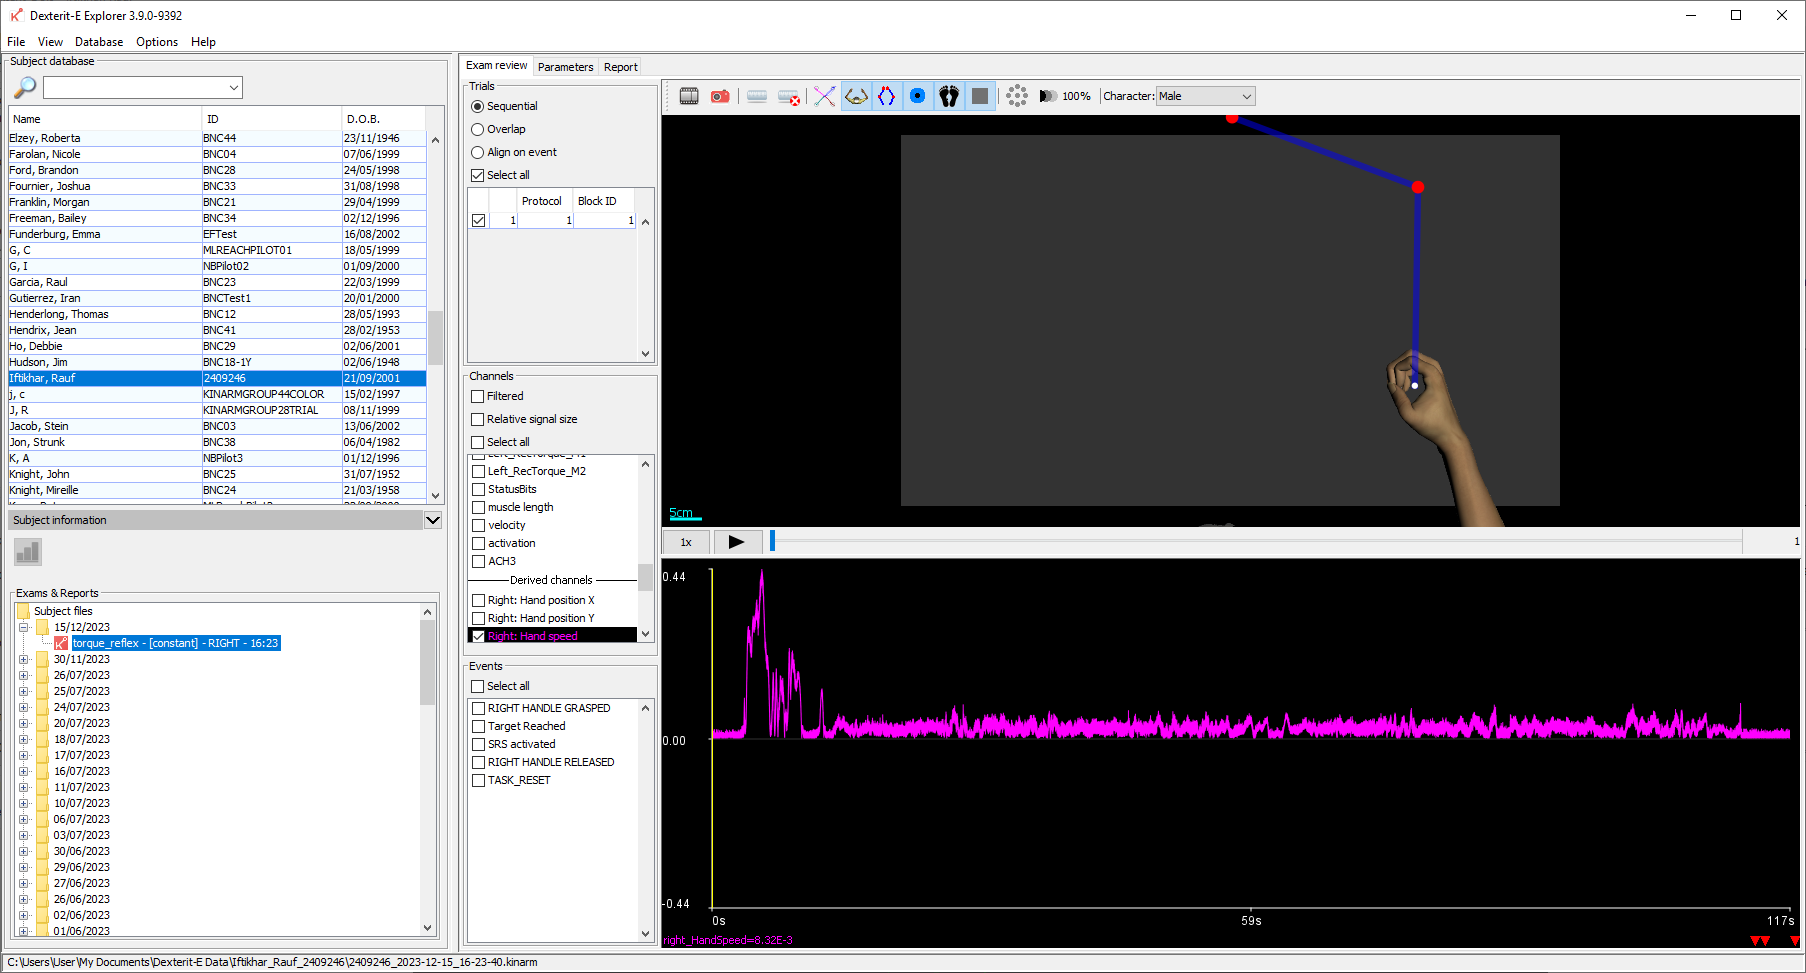 Dexterit-E Explorer 3.9.0-9392
File View Database Options Help
Subject database
Name ID D.O.B.
Elzey, Roberta BNC44 23/11/1946
Farolan, Nicole BNC04 07/06/1999
Ford, Brandon BNC28 24/05/1998
Fournier, Joshua BNC33 31/08/1998
Franklin, Morgan BNC21 29/04/1999
Freeman, Bailey BNC34 02/12/1996
Funderburg, Emma EFTest 16/08/2002
G, C MLREACHPILOT01 18/05/1999
G, I NBPilot02 01/09/2000
Garcia, Raul BNC23 22/03/1999
Gutierrez, Iran BNCTest1 20/01/2000
Henderlong, Thomas BNC12 28/05/1993
Hendrix, Jean BNC41 28/02/1953
Ho, Debbie BNC29 02/06/2001
Hudson, Jim BNC18-1Y 02/06/1948
Iftikhar, Rauf 2409246 21/09/2001
j, c KINARMGROUP44COLOR 15/02/1997
J, R KINARMGROUP28TRIAL 08/11/1999
Jacob, Stein BNC03 13/06/2002
Jon, Strunk BNC38 06/04/1982
K, A NBPilot3 01/12/1996
Knight, John BNC25 31/07/1952
Knight, Mireille BNC24 21/03/1958
Subject information
Exams & Reports
Subject files
15/12/2023
torque_reflex - [constant] - RIGHT - 16:23
30/11/2023
26/07/2023
25/07/2023
24/07/2023
20/07/2023
18/07/2023
17/07/2023
16/07/2023
11/07/2023
10/07/2023
06/07/2023
03/07/2023
30/06/2023
29/06/2023
27/06/2023
26/06/2023
02/06/2023
01/06/2023
Exam review Parameters Report
Trials
Sequential
Overlap
Align on event
Select all
Protocol Block ID
1 1 1
Channels
Filtered
Relative signal size
Select all
Left_RecTorque_M1
Left_RecTorque_M2
StatusBits
muscle length
velocity
activation
ACH3
Derived channels
Right: Hand position X
Right: Hand position Y
Right: Hand speed
Events
Select all
RIGHT HANDLE GRASPED
Target Reached
SRS activated
RIGHT HANDLE RELEASED
TASK_RESET
100% Character: Male
5cm
1x 1
0.44
0.00
-0.44
0s 59s 117s
right_HandSpeed=8.32E-3
C:\Users\User\My Documents\Dexterit-E Data\Iftikhar_Rauf_2409246\2409246_2023-12-15_16-23-40.kinarm